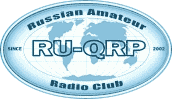 Russian Amateur
SINCE
RU-QRP
2002
Radio Club